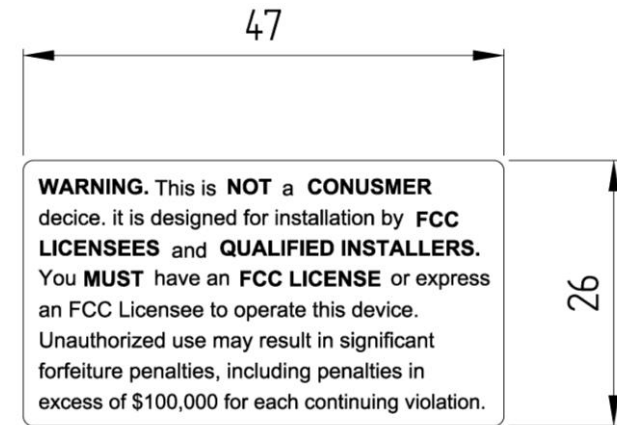 47
WARNING. This is NOT a CONUSMER
decice. it is designed for installation by FCC
LICENSEES and QUALIFIED INSTALLERS.
You MUST have an FCC LICENSE or express
an FCC Licensee to operate this device.
Unauthorized use may result in significant
forfeiture penalties, including penalties in
excess of $100,000 for each continuing violation.
26